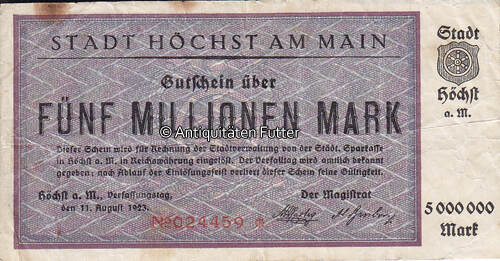 STADT HÖCHST AM MAIN
Gutschein über
FÜNF MILLIONEN MARK
© Antiquitäten Futter
Dieser Schein wird für Rechnung der Stadtverwaltung von der Städt. Sparkasse
in Höchst a. M., in Reichswährung eingelöst. Der Verfalltag wird amtlich bekannt
gegeben; nach Ablauf der Einlösungsfrist verliert dieser Schein seine Gültigkeit.
Höchst a. M., Verfassungstag,
den 11. August 1923.
Der Magistrat
No 024459 *
Stadt
Höchst
a. M.
5 000 000
Mark